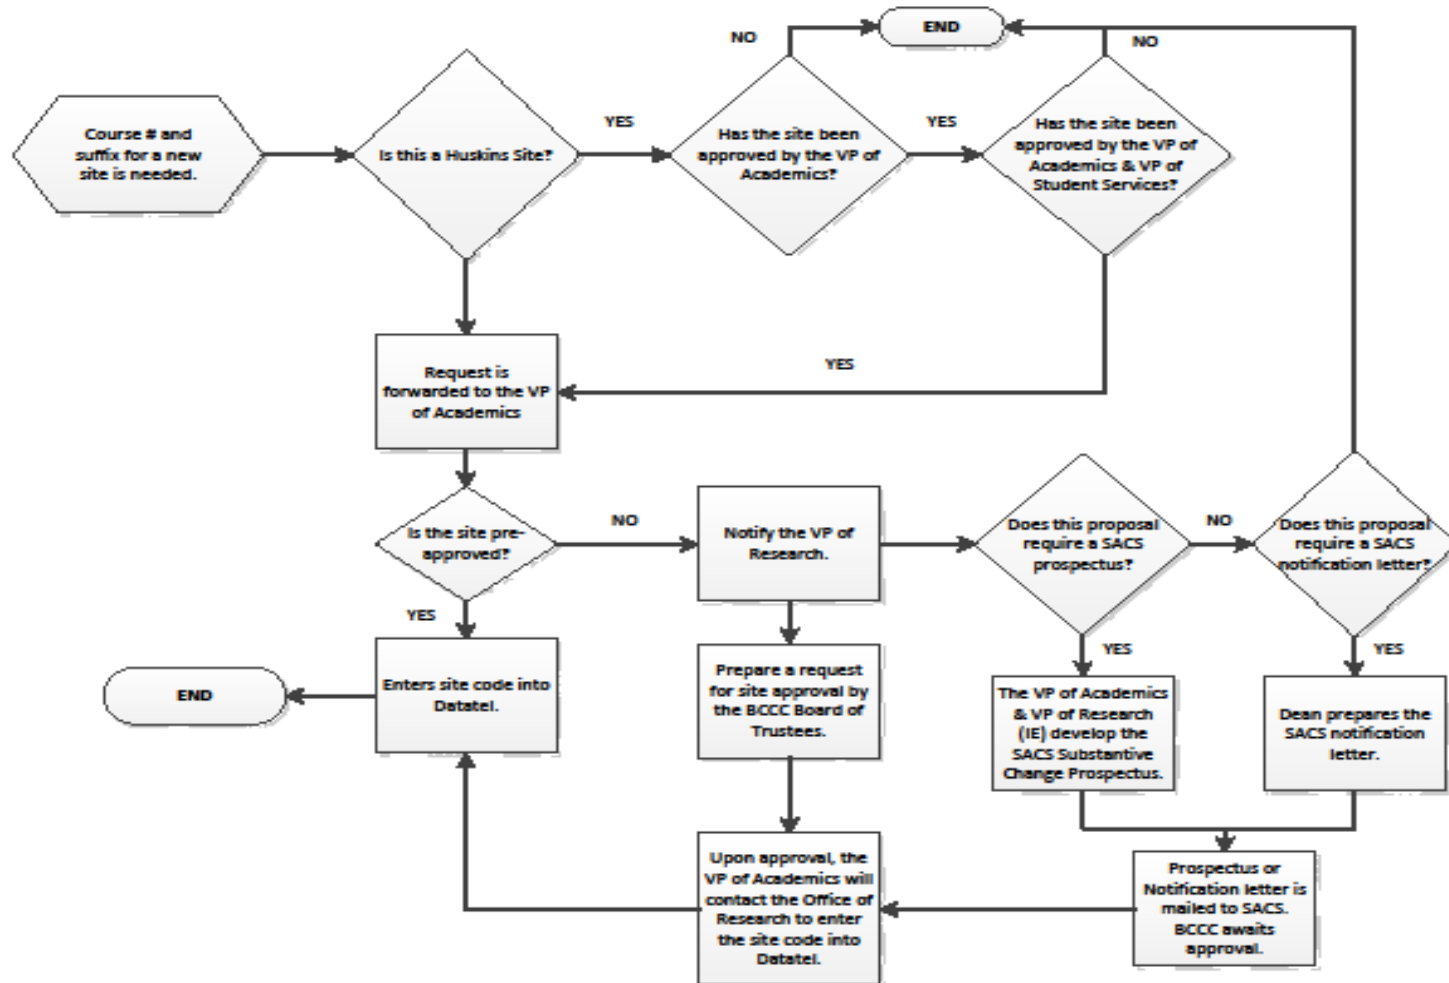 END
NO
NO
Course # and
suffix for a new
site is needed.
Is this a Huskins Site?
YES
Has the site been
approved by the VP of
Academics?
YES
Has the site been
approved by the VP of
Academics & VP of
Student Services?
Request is
forwarded to the VP
of Academics
YES
Is the site pre-
approved?
NO
Notify the VP of
Research.
Does this proposal
require a SACS
prospectus?
NO
Does this proposal
require a SACS
notification letter?
YES
YES
YES
END
Enters site code into
Datatel.
Prepare a request
for site approval by
the BCCC Board of
Trustees.
The VP of Academics
& VP of Research
(IE) develop the
SACS Substantive
Change Prospectus.
Dean prepares the
SACS notification
letter.
Upon approval, the
VP of Academics will
contact the Office of
Research to enter
the site code into
Datatel.
Prospectus or
Notification letter is
mailed to SACS.
BCCC awaits
approval.